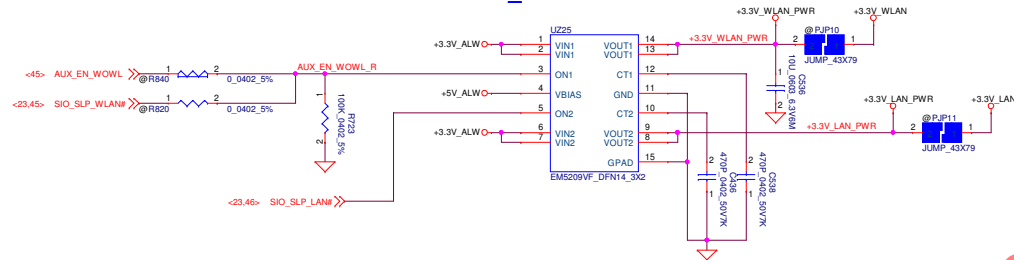 +3.3V_WLAN_PWR
+3.3V_WLAN
UZ25
@PJP10
+3.3V_ALW
1
VIN1
VOUT1
14
+3.3V_WLAN_PWR
2
1
2
VIN1
VOUT1
13
JUMP_43X79
<45>
AUX_EN_WOWL
1
2
AUX_EN_WOWL_R
3
ON1
CT1
12
@R840
0_0402_5%
2
1
C536
10U_0603_6.3V6M
+5V_ALW
4
VBIAS
GND
11
<23,45>
SIO_SLP_WLAN#
1
2
@R820
0_0402_5%
1
2
R723
100K_0402_5%
5
ON2
CT2
10
+3.3V_LAN_PWR
+3.3V_LAN
@PJP11
+3.3V_ALW
6
VIN2
VOUT2
9
+3.3V_LAN_PWR
2
1
7
VIN2
VOUT2
8
JUMP_43X79
GPAD
15
EM5209VF_DFN14_3X2
2
1
C436
470P_0402_50V7K
2
1
C538
470P_0402_50V7K
<23,46>
SIO_SLP_LAN#